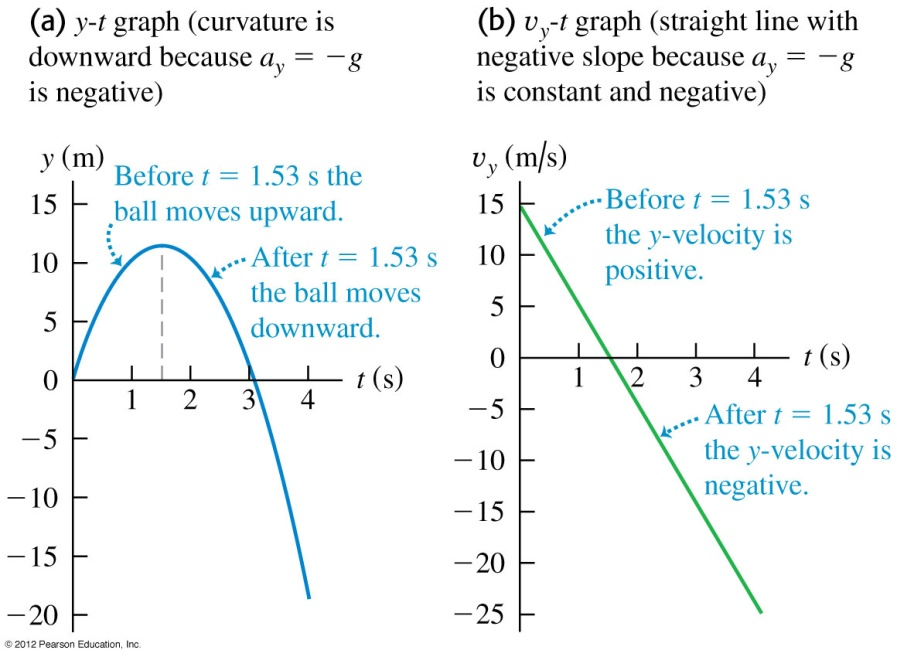 (a) y-t graph (curvature is
downward because a_y = −g
is negative)
y (m)
Before t = 1.53 s the
ball moves upward.
After t = 1.53 s
the ball moves
downward.
15
10
5
0
−5
−10
−15
−20
1 2 3 4
t (s)
(b) v_y-t graph (straight line with
negative slope because a_y = −g
is constant and negative)
v_y (m/s)
Before t = 1.53 s
the y-velocity is
positive.
15
10
5
0
−5
−10
−15
−20
−25
1 2 3 4
t (s)
After t = 1.53 s
the y-velocity is
negative.
© 2012 Pearson Education, Inc.